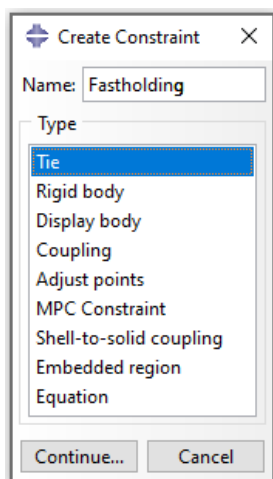 Create Constraint
Name: Fastholding
Type
Tie
Rigid body
Display body
Coupling
Adjust points
MPC Constraint
Shell-to-solid coupling
Embedded region
Equation
Continue... Cancel